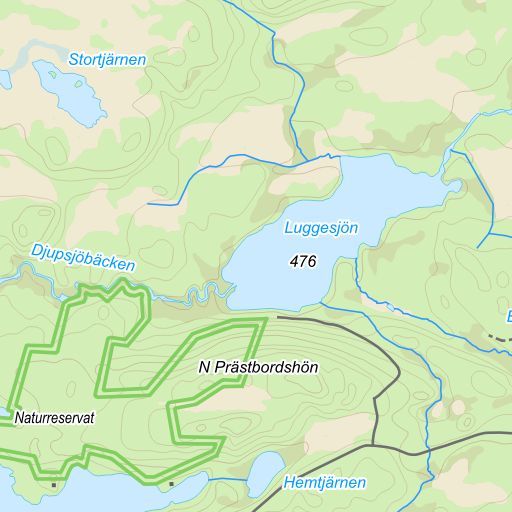 Stortjärnen
Luggesjön
Djupsjöbäcken
476
N Prästbordshön
Naturreservat
Hemtjärnen